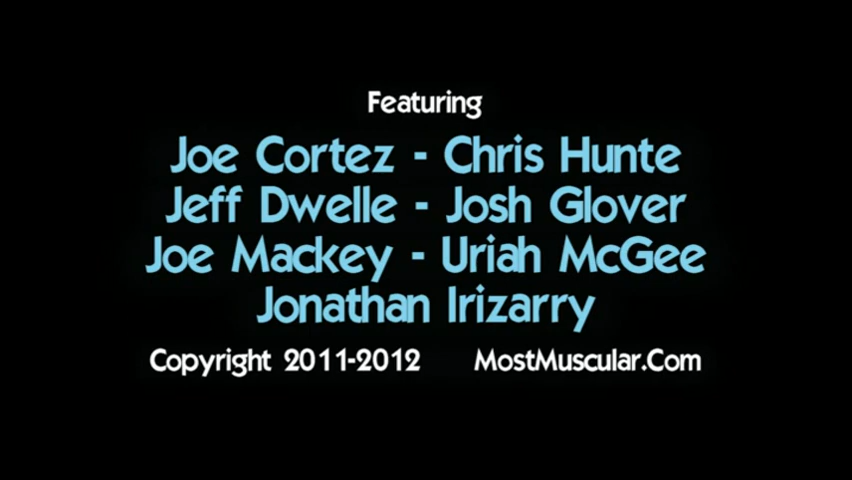 Featuring
Joe Cortez - Chris Hunte
Jeff Dwelle - Josh Glover
Joe Mackey - Uriah McGee
Jonathan Irizarry
Copyright 2011-2012 MostMuscular.Com